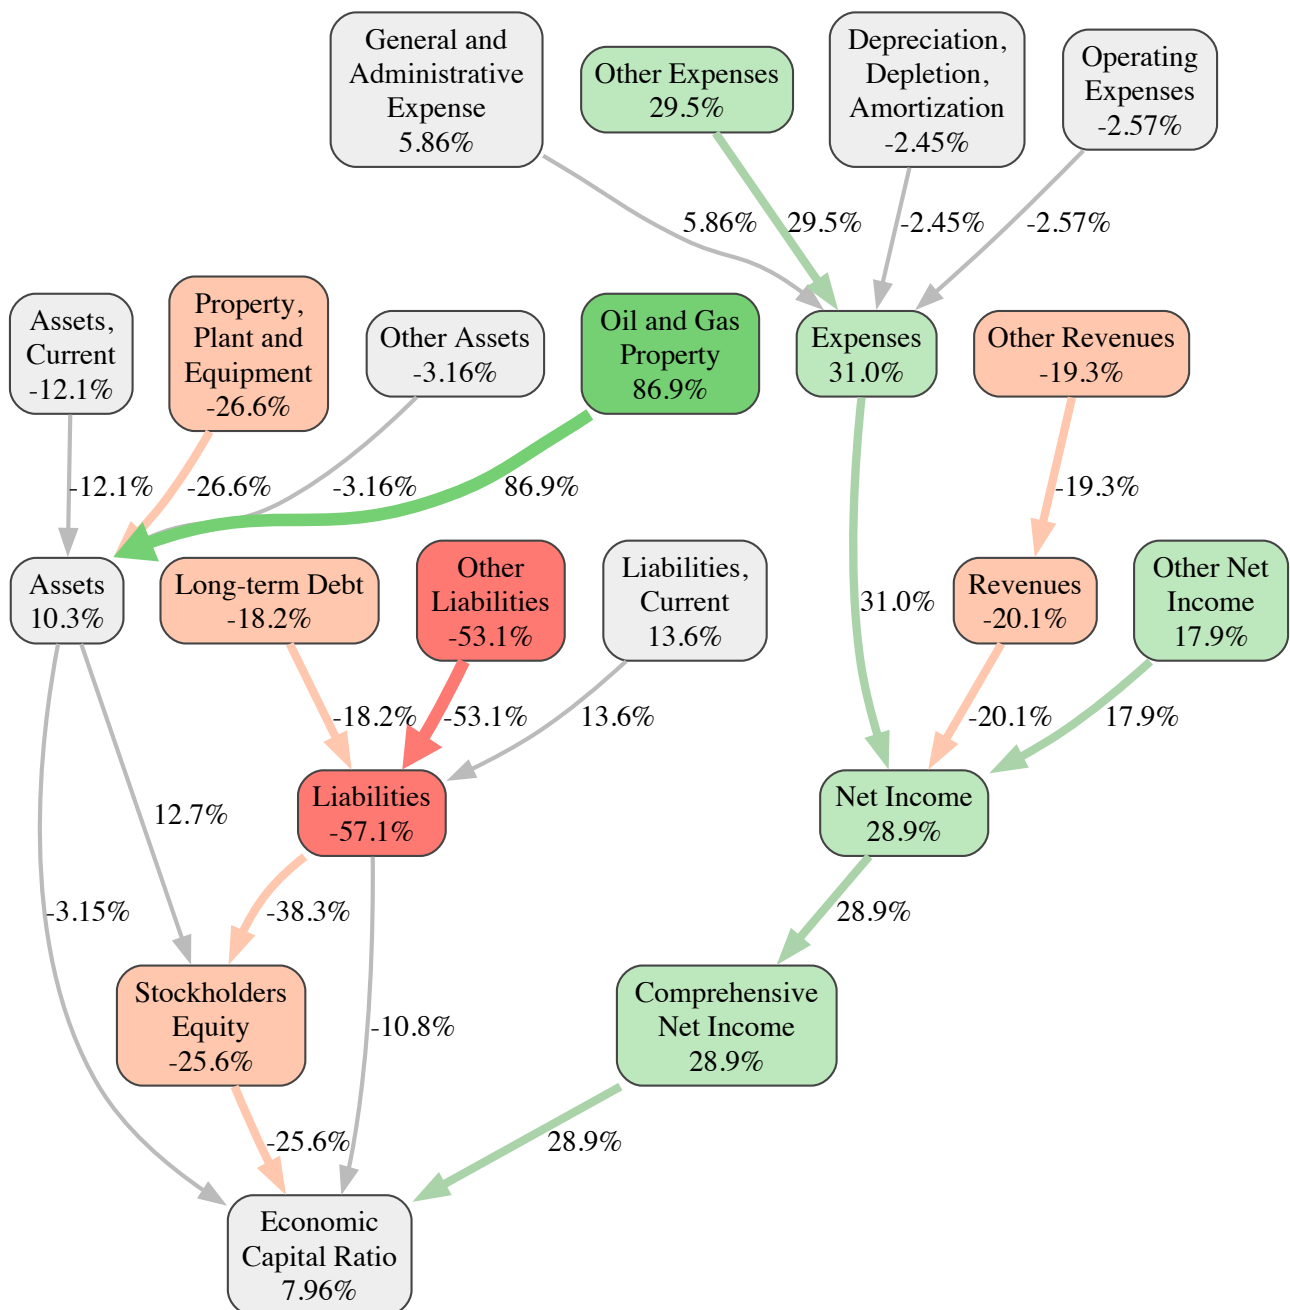 General and
Administrative
Expense
5.86%
Other Expenses
29.5%
Depreciation,
Depletion,
Amortization
-2.45%
Operating
Expenses
-2.57%
5.86%
29.5%
-2.45%
-2.57%
Assets,
Current
-12.1%
Property,
Plant and
Equipment
-26.6%
Other Assets
-3.16%
Oil and Gas
Property
86.9%
Expenses
31.0%
Other Revenues
-19.3%
-12.1%
-26.6%
-3.16%
86.9%
-19.3%
Assets
10.3%
Long-term Debt
-18.2%
Other
Liabilities
-53.1%
Liabilities,
Current
13.6%
31.0%
Revenues
-20.1%
Other Net
Income
17.9%
-18.2%
-53.1%
13.6%
-20.1%
17.9%
12.7%
Liabilities
-57.1%
Net Income
28.9%
-3.15%
-38.3%
28.9%
Stockholders
Equity
-25.6%
-10.8%
Comprehensive
Net Income
28.9%
-25.6%
28.9%
Economic
Capital Ratio
7.96%